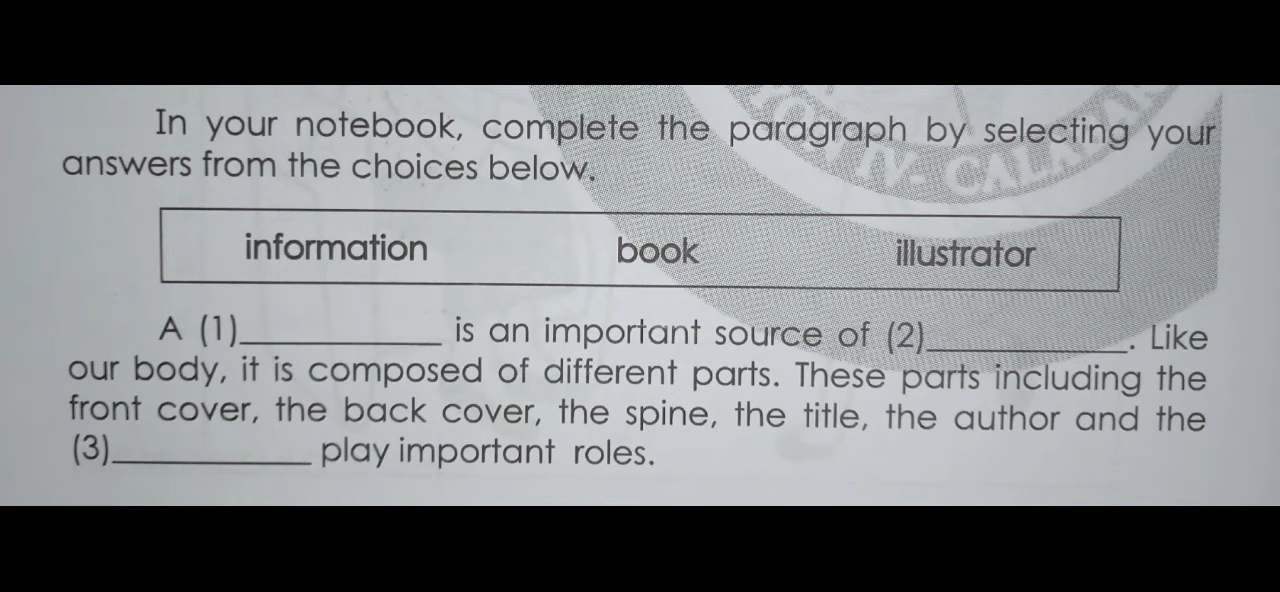 In your notebook, complete the paragraph by selecting your
answers from the choices below.
information book illustrator
A (1)__________ is an important source of (2)__________. Like
our body, it is composed of different parts. These parts including the
front cover, the back cover, the spine, the title, the author and the
(3)__________ play important roles.